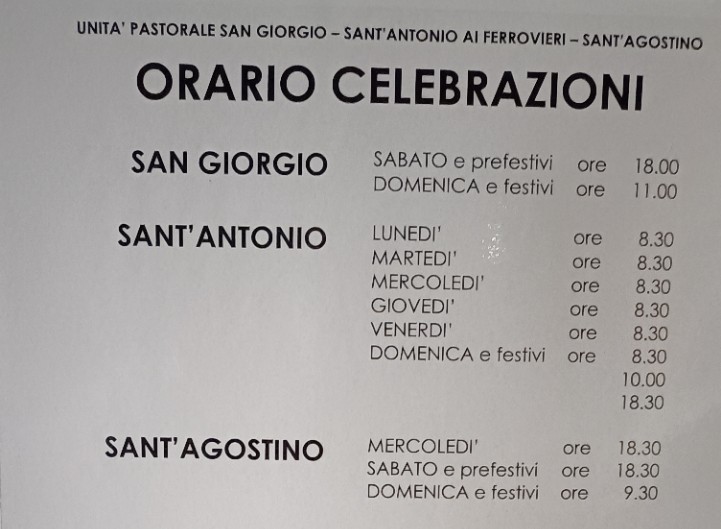 UNITA' PASTORALE SAN GIORGIO – SANT'ANTONIO AI FERROVIERI – SANT'AGOSTINO
ORARIO CELEBRAZIONI
SAN GIORGIO SABATO e prefestivi ore 18.00
DOMENICA e festivi ore 11.00
SANT'ANTONIO LUNEDI' ore 8.30
MARTEDI' ore 8.30
MERCOLEDI' ore 8.30
GIOVEDI' ore 8.30
VENERDI' ore 8.30
DOMENICA e festivi ore 8.30
10.00
18.30
SANT'AGOSTINO MERCOLEDI' ore 18.30
SABATO e prefestivi ore 18.30
DOMENICA e festivi ore 9.30